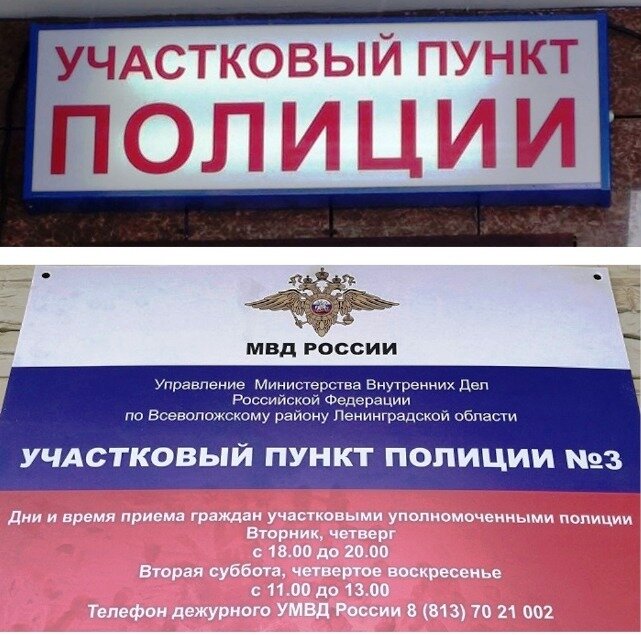 УЧАСТКОВЫЙ ПУНКТ
ПОЛИЦИИ
МВД РОССИИ
Управление Министерства Внутренних Дел
Российской Федерации
по Всеволожскому району Ленинградской области
УЧАСТКОВЫЙ ПУНКТ ПОЛИЦИИ №3
Дни и время приема граждан участковыми уполномоченными полиции
Вторник, четверг
с 18.00 до 20.00
Вторая суббота, четвертое воскресенье
с 11.00 до 13.00
Телефон дежурного УМВД России 8 (813) 70 21 002